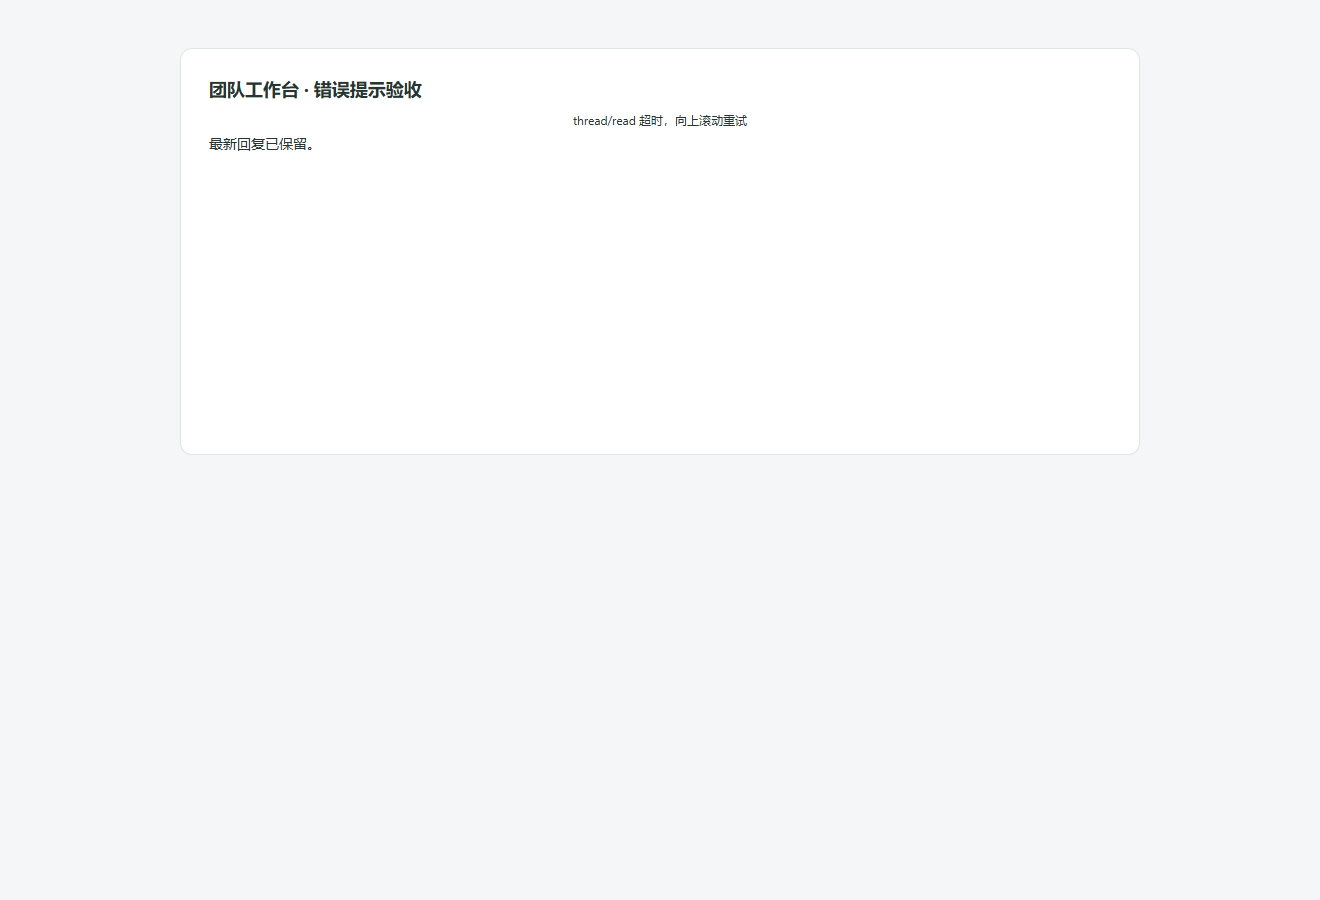 团队工作台 · 错误提示验收
thread/read 超时，向上滚动重试
最新回复已保留。